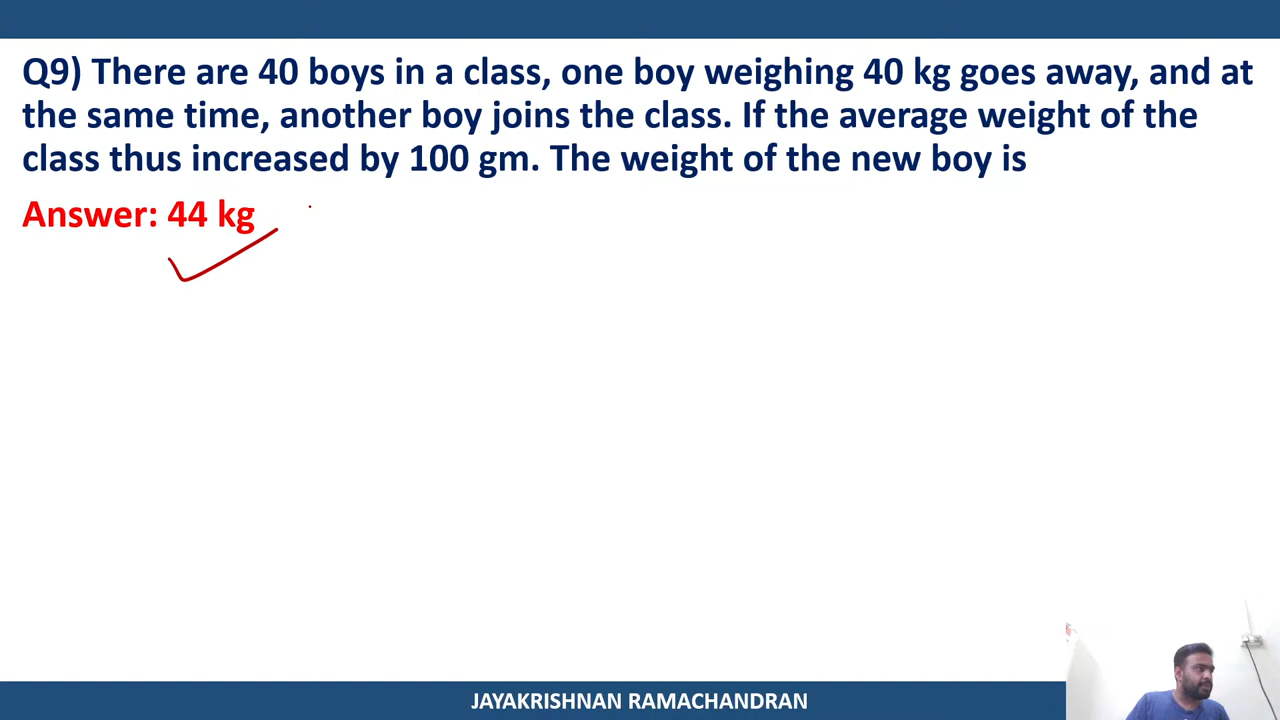 Q9) There are 40 boys in a class, one boy weighing 40 kg goes away, and at
the same time, another boy joins the class. If the average weight of the
class thus increased by 100 gm. The weight of the new boy is
Answer: 44 kg
JAYAKRISHNAN RAMACHANDRAN